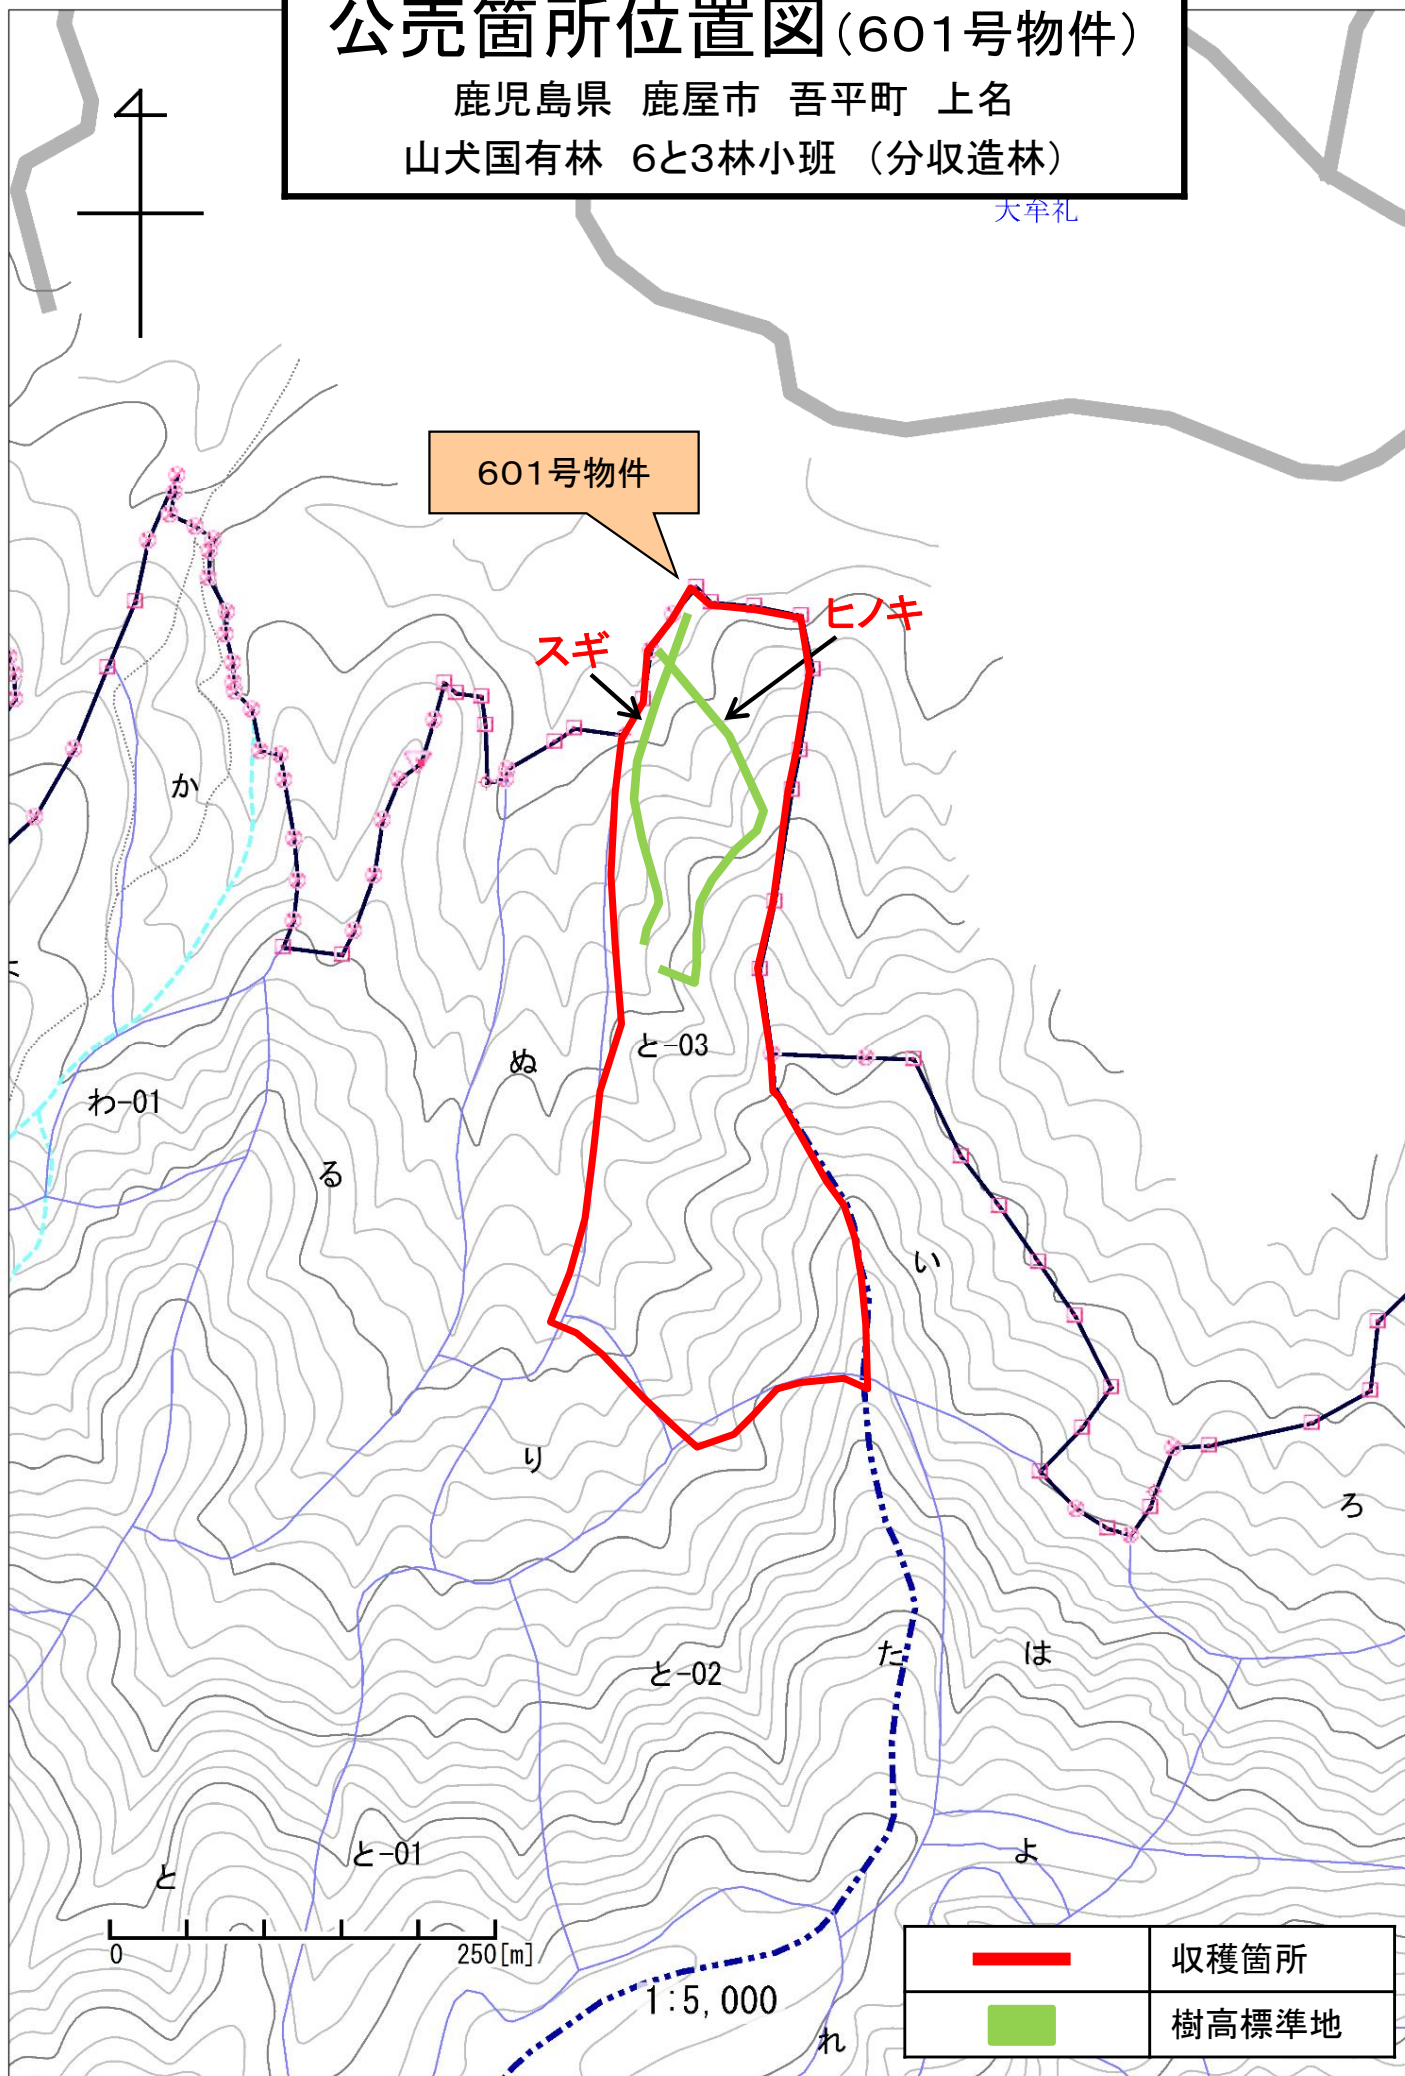 公売箇所位置図(601号物件)
鹿児島県　鹿屋市　吾平町　上名
山犬国有林　6と3林小班　(分収造林)
大牟礼
601号物件
ヒノキ
スギ
か
と-03
ぬ
わ-01
る
い
り
ろ
と-02
た
は
と-01
よ
と
0
250[m]
1:5,000
れ
収穫箇所
樹高標準地